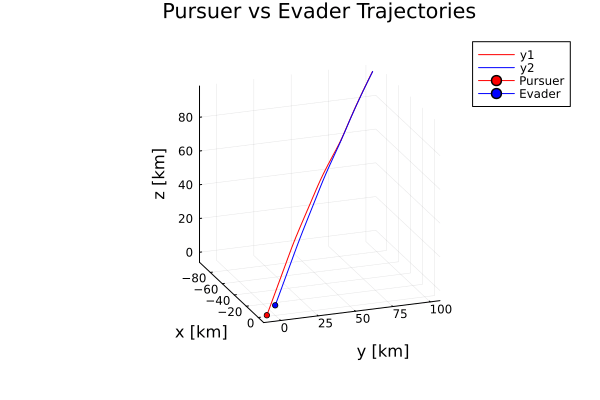 Pursuer vs Evader Trajectories
y1
y2
Pursuer
Evader
80
60
40
20
0
z [km]
−80
−60
−40
−20
0
x [km]
0
25
50
75
100
y [km]